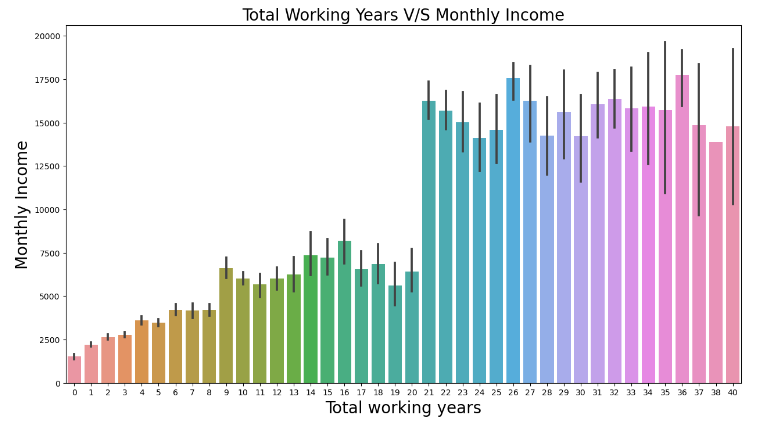 Total Working Years V/S Monthly Income
20000
17500
15000
12500
10000
7500
5000
2500
0
Monthly Income
0 1 2 3 4 5 6 7 8 9 10 11 12 13 14 15 16 17 18 19 20 21 22 23 24 25 26 27 28 29 30 31 32 33 34 35 36 37 38 40
Total working years